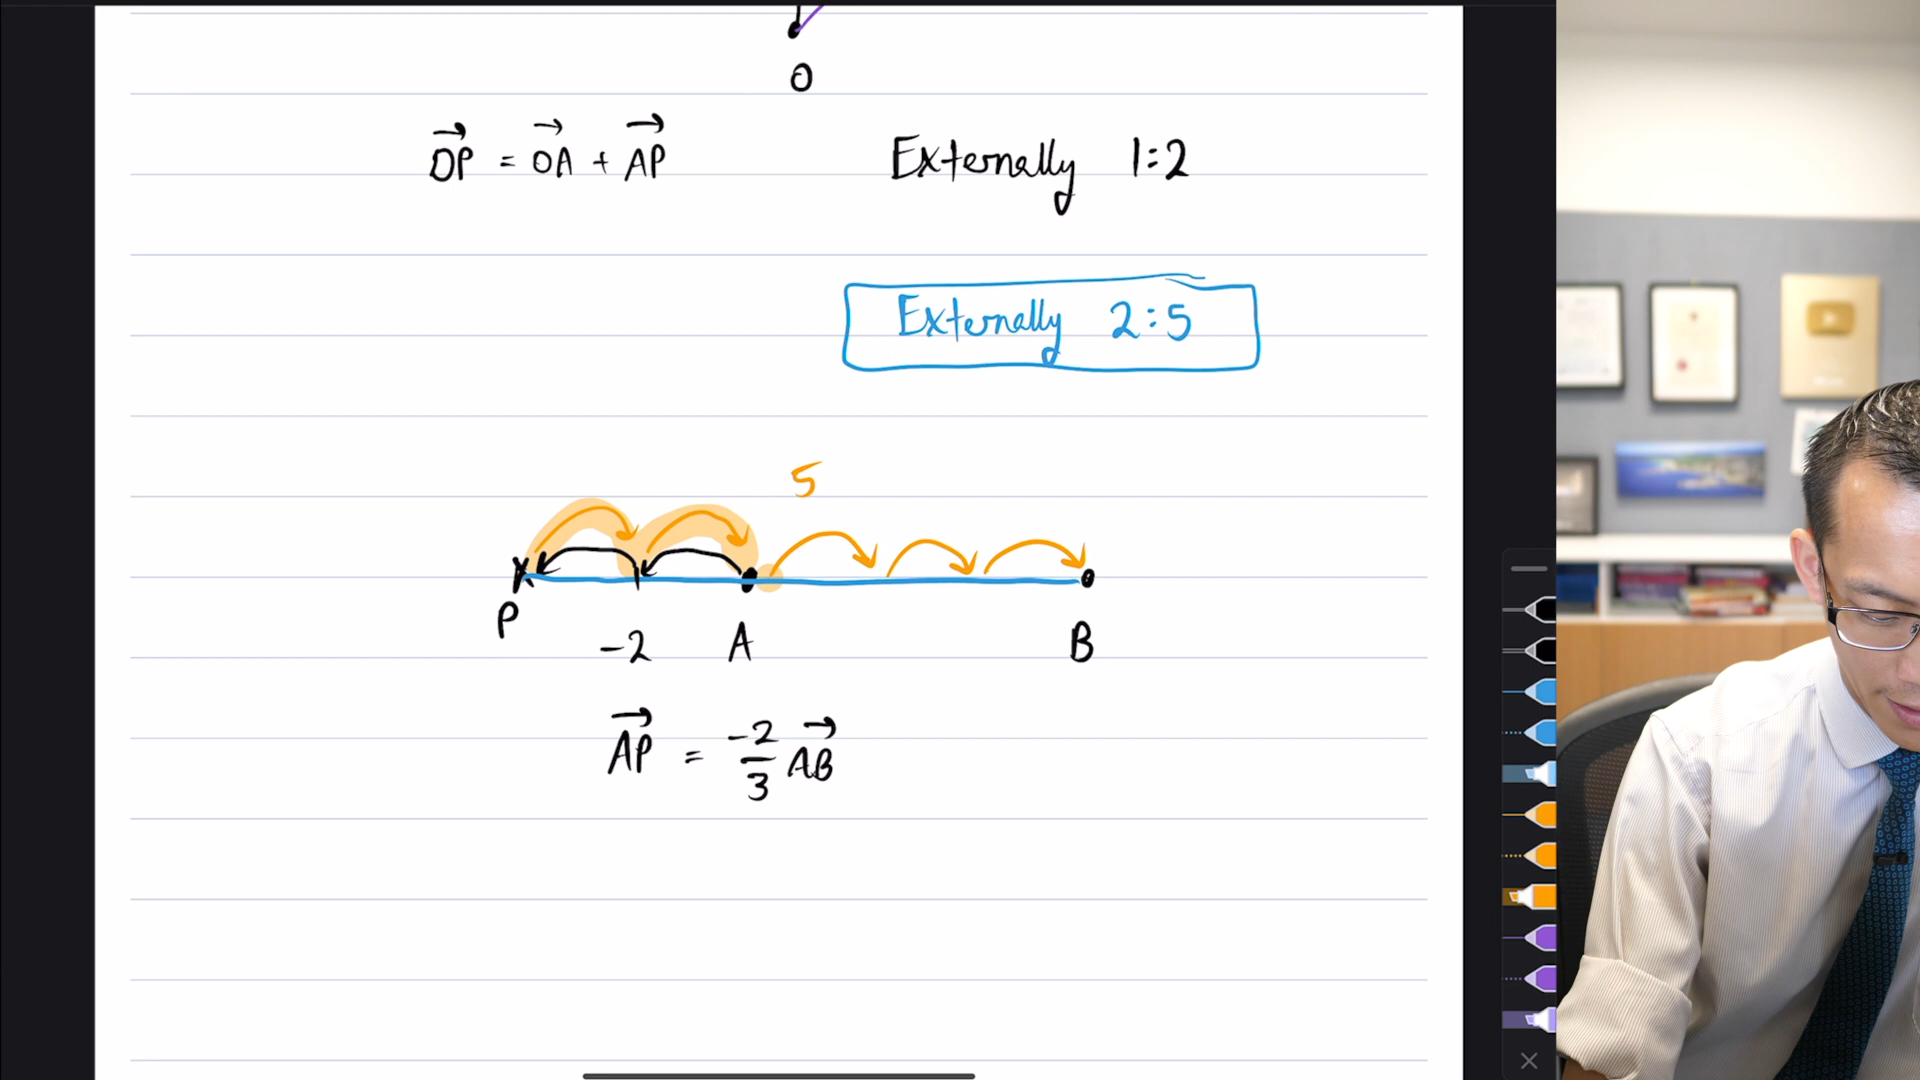 O
→ → →
OP = OA + AP
Externally 1:2
Externally 2:5
5
P
-2 A B
→ →
AP = -2/3 AB